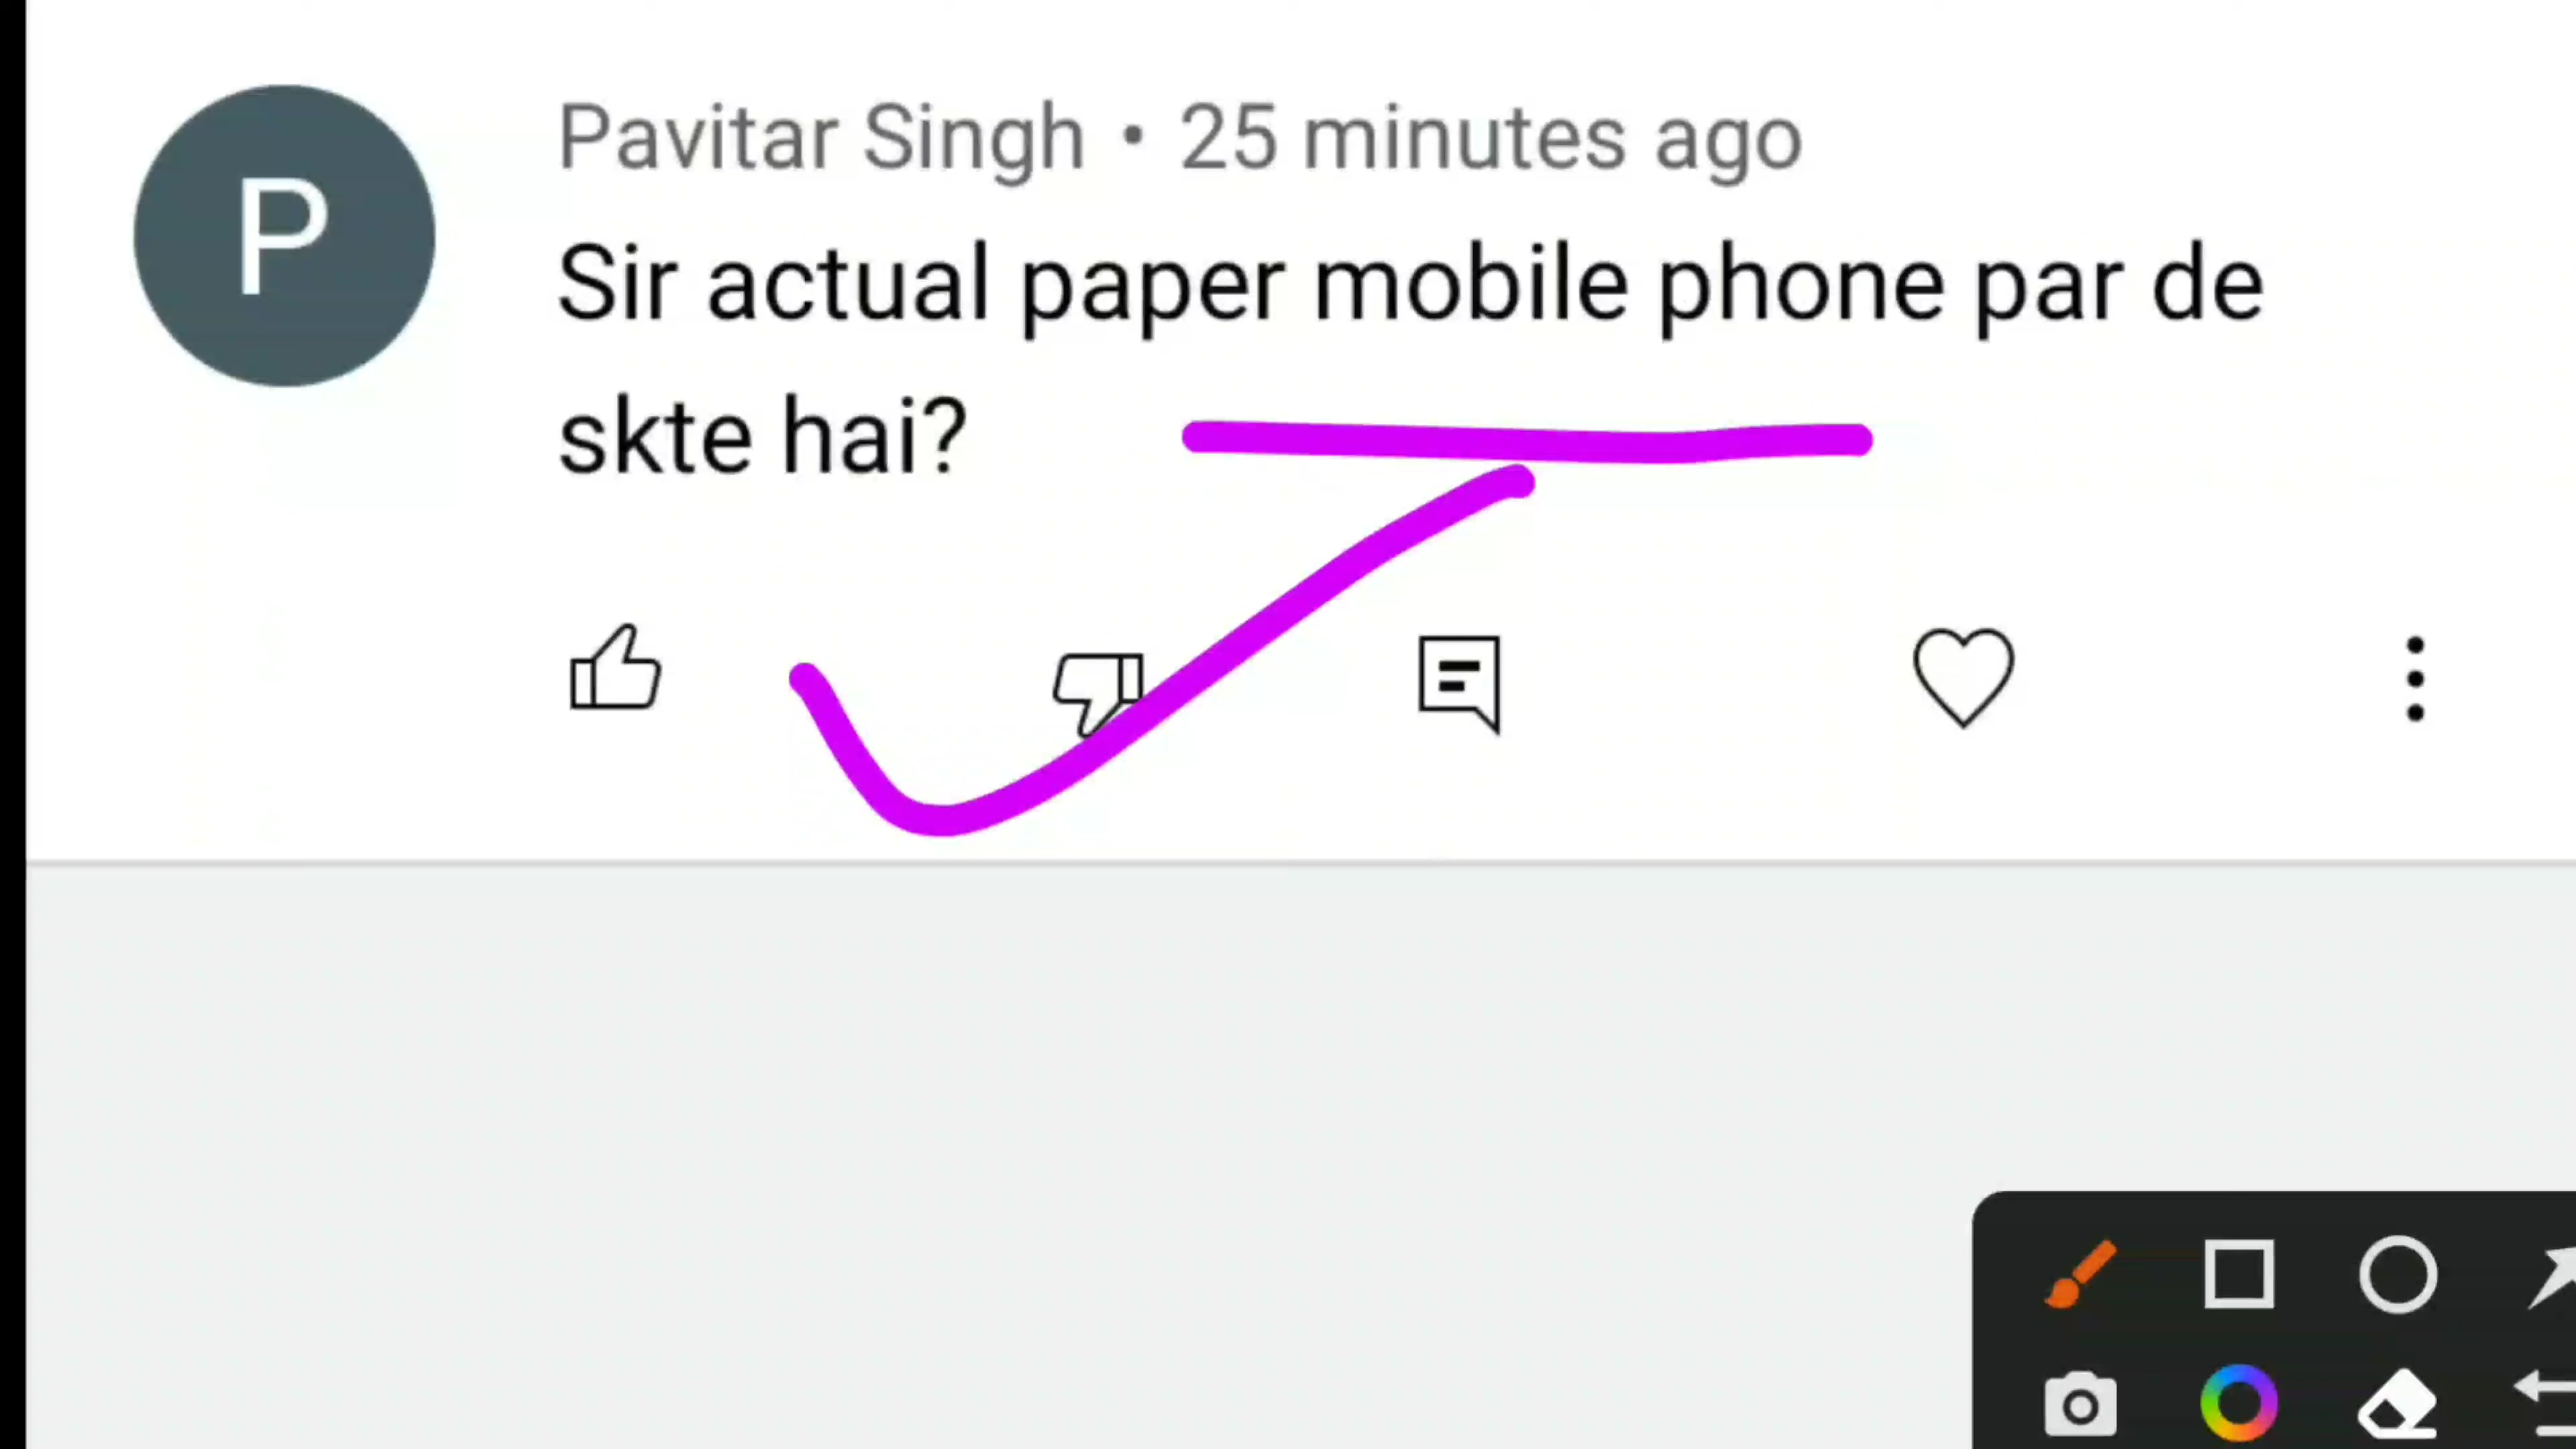 P
Pavitar Singh • 25 minutes ago
Sir actual paper mobile phone par de
skte hai?